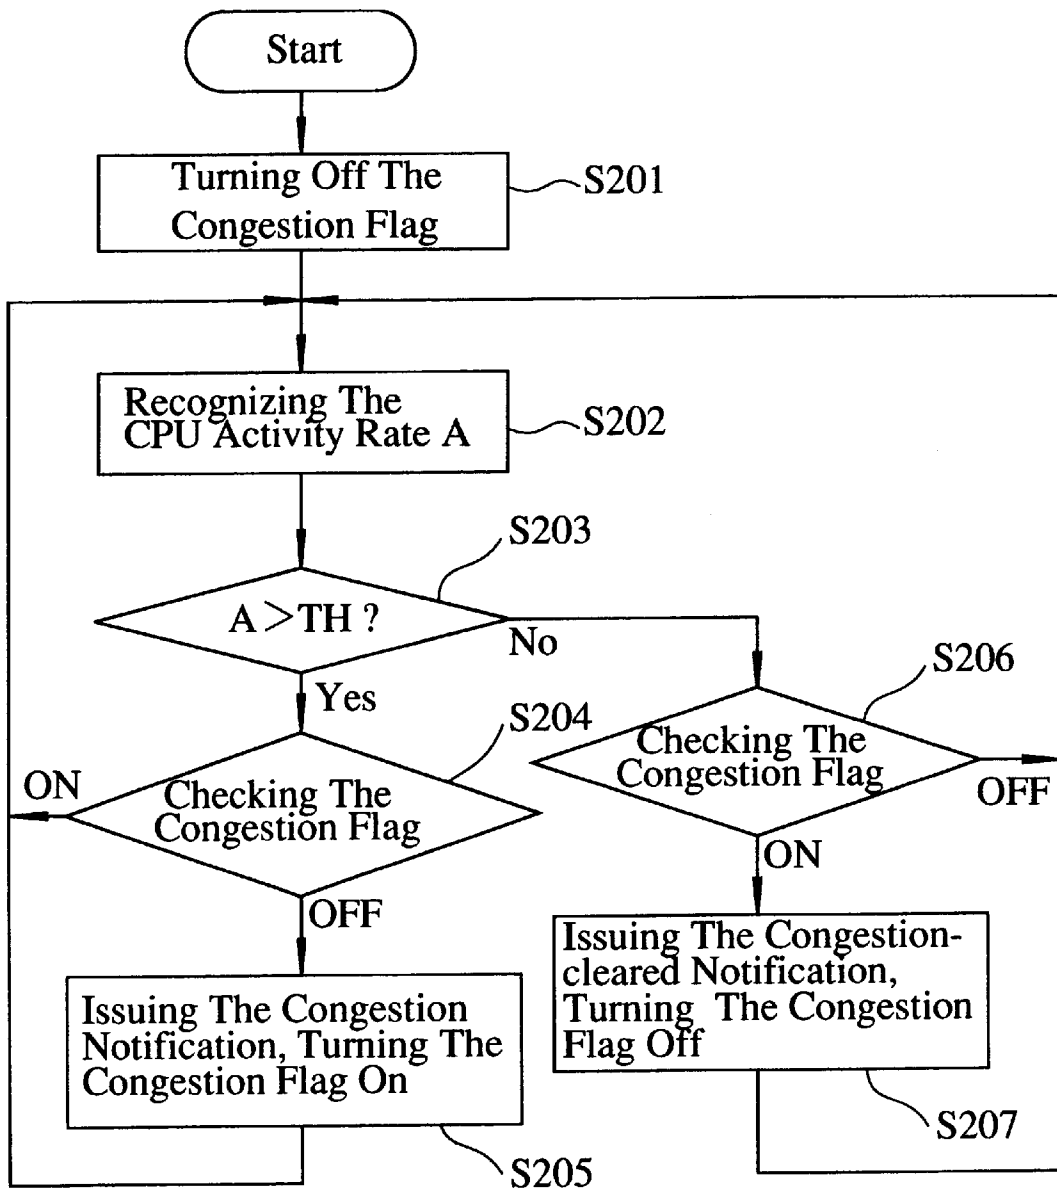 Start
Turning Off The
Congestion Flag
S201
Recognizing The
CPU Activity Rate A
S202
S203
A > TH ?
No
Yes
S204
S206
Checking The
Congestion Flag
OFF
ON
ON
Checking The
Congestion Flag
OFF
Issuing The Congestion-
cleared Notification,
Turning The Congestion
Flag Off
S207
Issuing The Congestion
Notification, Turning The
Congestion Flag On
S205